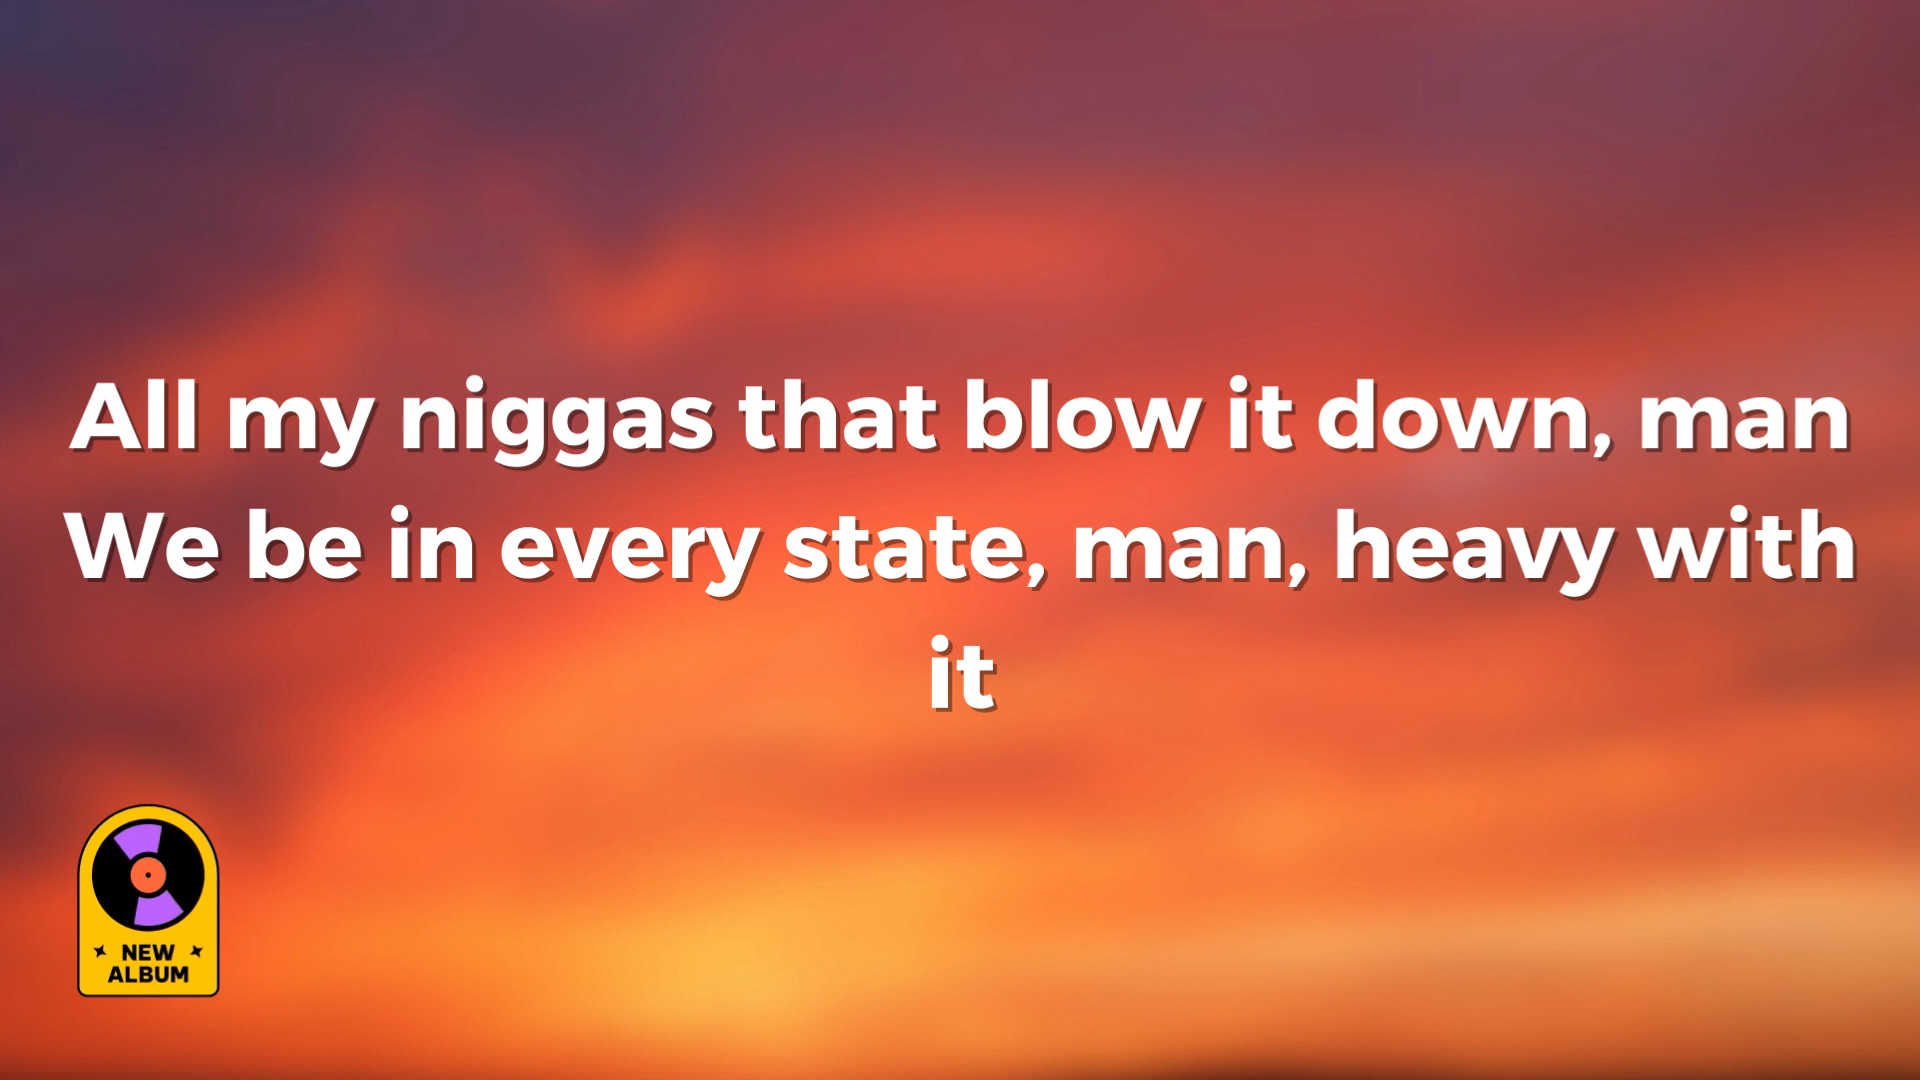 All my niggas that blow it down, man
We be in every state, man, heavy with
it
NEW
ALBUM